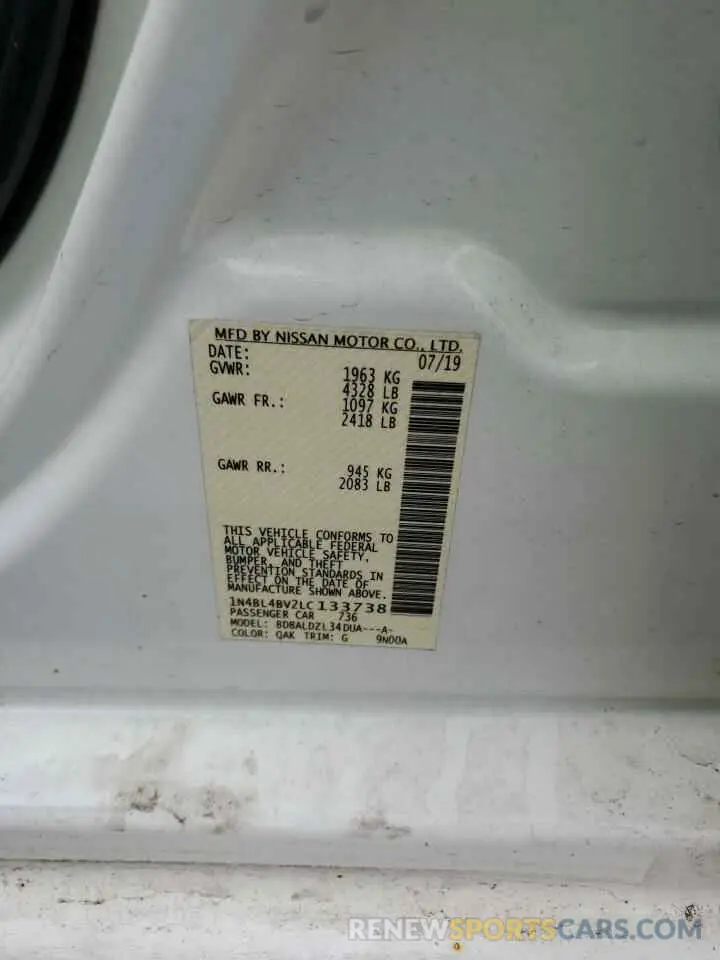 MFD BY NISSAN MOTOR CO., LTD.
DATE: 07/19
GVWR: 1963 KG
4328 LB
GAWR FR.: 1097 KG
2418 LB
GAWR RR.: 945 KG
2083 LB
THIS VEHICLE CONFORMS TO
ALL APPLICABLE FEDERAL
MOTOR VEHICLE SAFETY,
BUMPER, AND THEFT
PREVENTION STANDARDS IN
EFFECT ON THE DATE OF
MANUFACTURE SHOWN ABOVE.
1N4BL4BV2LC133738
PASSENGER CAR 736
MODEL: BDBALDZL34DUA---A-
COLOR: QAK TRIM: G 9N00A
RENEWSPORTSCARS.COM